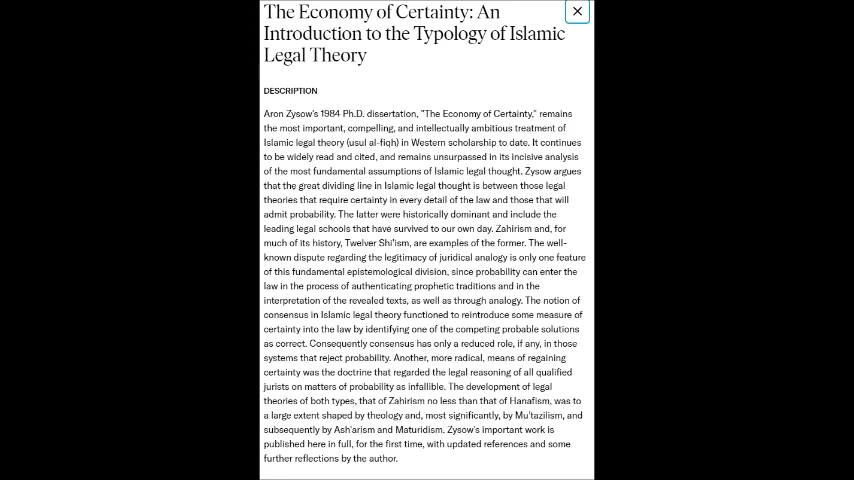 The Economy of Certainty: An
Introduction to the Typology of Islamic
Legal Theory
DESCRIPTION
Aron Zysow's 1984 Ph.D. dissertation, "The Economy of Certainty," remains
the most important, compelling, and intellectually ambitious treatment of
Islamic legal theory (usul al-fiqh) in Western scholarship to date. It continues
to be widely read and cited, and remains unsurpassed in its incisive analysis
of the most fundamental assumptions of Islamic legal thought. Zysow argues
that the great dividing line in Islamic legal thought is between those legal
theories that require certainty in every detail of the law and those that will
admit probability. The latter were historically dominant and include the
leading legal schools that have survived to our own day. Zahirism and, for
much of its history, Twelver Shi'ism, are examples of the former. The well-
known dispute regarding the legitimacy of juridical analogy is only one feature
of this fundamental epistemological division, since probability can enter the
law in the process of authenticating prophetic traditions and in the
interpretation of the revealed texts, as well as through analogy. The notion of
consensus in Islamic legal theory functioned to reintroduce some measure of
certainty into the law by identifying one of the competing probable solutions
as correct. Consequently consensus has only a reduced role, if any, in those
systems that reject probability. Another, more radical, means of regaining
certainty was the doctrine that regarded the legal reasoning of all qualified
jurists on matters of probability as infallible. The development of legal
theories of both types, that of Zahirism no less than that of Hanafism, was to
a large extent shaped by theology and, most significantly, by Mu'tazilism, and
subsequently by Ash'arism and Maturidism. Zysow's important work is
published here in full, for the first time, with updated references and some
further reflections by the author.